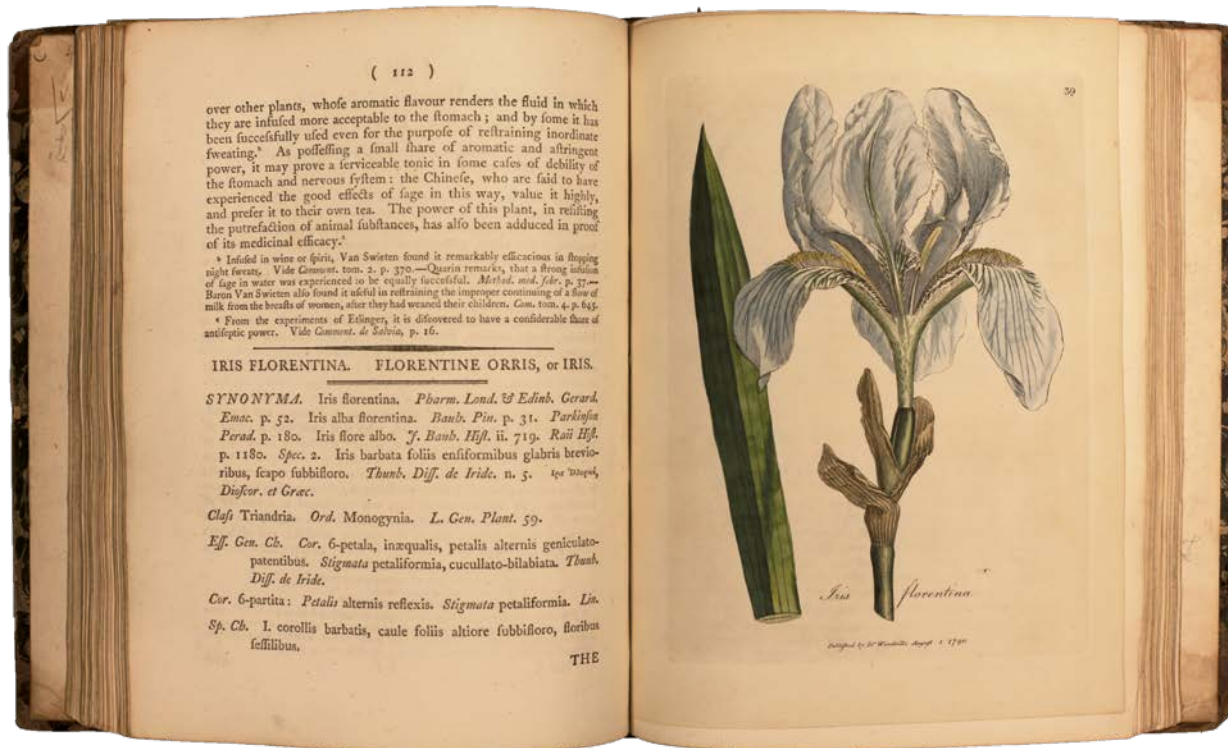 ( 112 )
over other plants, whoſe aromatic flavour renders the fluid in which
they are infuſed more acceptable to the ſtomach; and by ſome it has
been ſucceſsfully uſed even for the purpoſe of reſtraining inordinate
ſweating.ᵇ As poſſeſſing a ſmall ſhare of aromatic and aſtringent
power, it may prove a ſerviceable tonic in ſome caſes of debility of
the ſtomach and nervous ſyſtem: the Chineſe, who are ſaid to have
experienced the good effects of ſage in this way, value it highly,
and prefer it to their own tea. The power of this plant, in reſiſting
the putrefaction of animal ſubſtances, has alſo been adduced in proof
of its medicinal efficacy.ᶜ
ᵇ Infuſed in wine or ſpirit, Van Swieten found it remarkably efficacious in ſtopping
night ſweats. Vide Comment. tom. 2. p. 370.—Quarin remarks, that a ſtrong infuſion
of ſage in water was experienced to be equally ſucceſsful. Method. med. febr. p. 37.—
Baron Van Swieten alſo found it uſeful in reſtraining the improper continuing of a flow of
milk from the breaſts of women, after they had weaned their children. Com. tom. 4. p. 645.
ᶜ From the experiments of Etlinger, it is diſcovered to have a conſiderable ſhare of
antiſeptic power. Vide Comment. de Salvia, p. 16.
IRIS FLORENTINA. FLORENTINE ORRIS, or IRIS.
SYNONYMA. Iris florentina. Pharm. Lond. & Edinb. Gerard.
Emac. p. 52. Iris alba florentina. Bauh. Pin. p. 31. Parkinſon
Perad. p. 180. Iris flore albo. J. Bauh. Hiſt. ii. 719. Raii Hiſt.
p. 1180. Spec. 2. Iris barbata foliis enſiformibus glabris brevio-
ribus, ſcapo ſubbifloro. Thunb. Diſſ. de Iride. n. 5.
Dioſcor. et Græc.
Claſs Triandria. Ord. Monogynia. L. Gen. Plant. 59.
Eſſ. Gen. Ch. Cor. 6-petala, inæqualis, petalis alternis geniculato-
patentibus. Stigmata petaliformia, cucullato-bilabiata. Thunb.
Diſſ. de Iride.
Cor. 6-partita: Petalis alternis reflexis. Stigmata petaliformia. Lin.
Sp. Ch. I. corollis barbatis, caule foliis altiore ſubbifloro, floribus
ſeſſilibus.
THE
39
Iris florentina
Published by Dr. Woodville August 1 1790